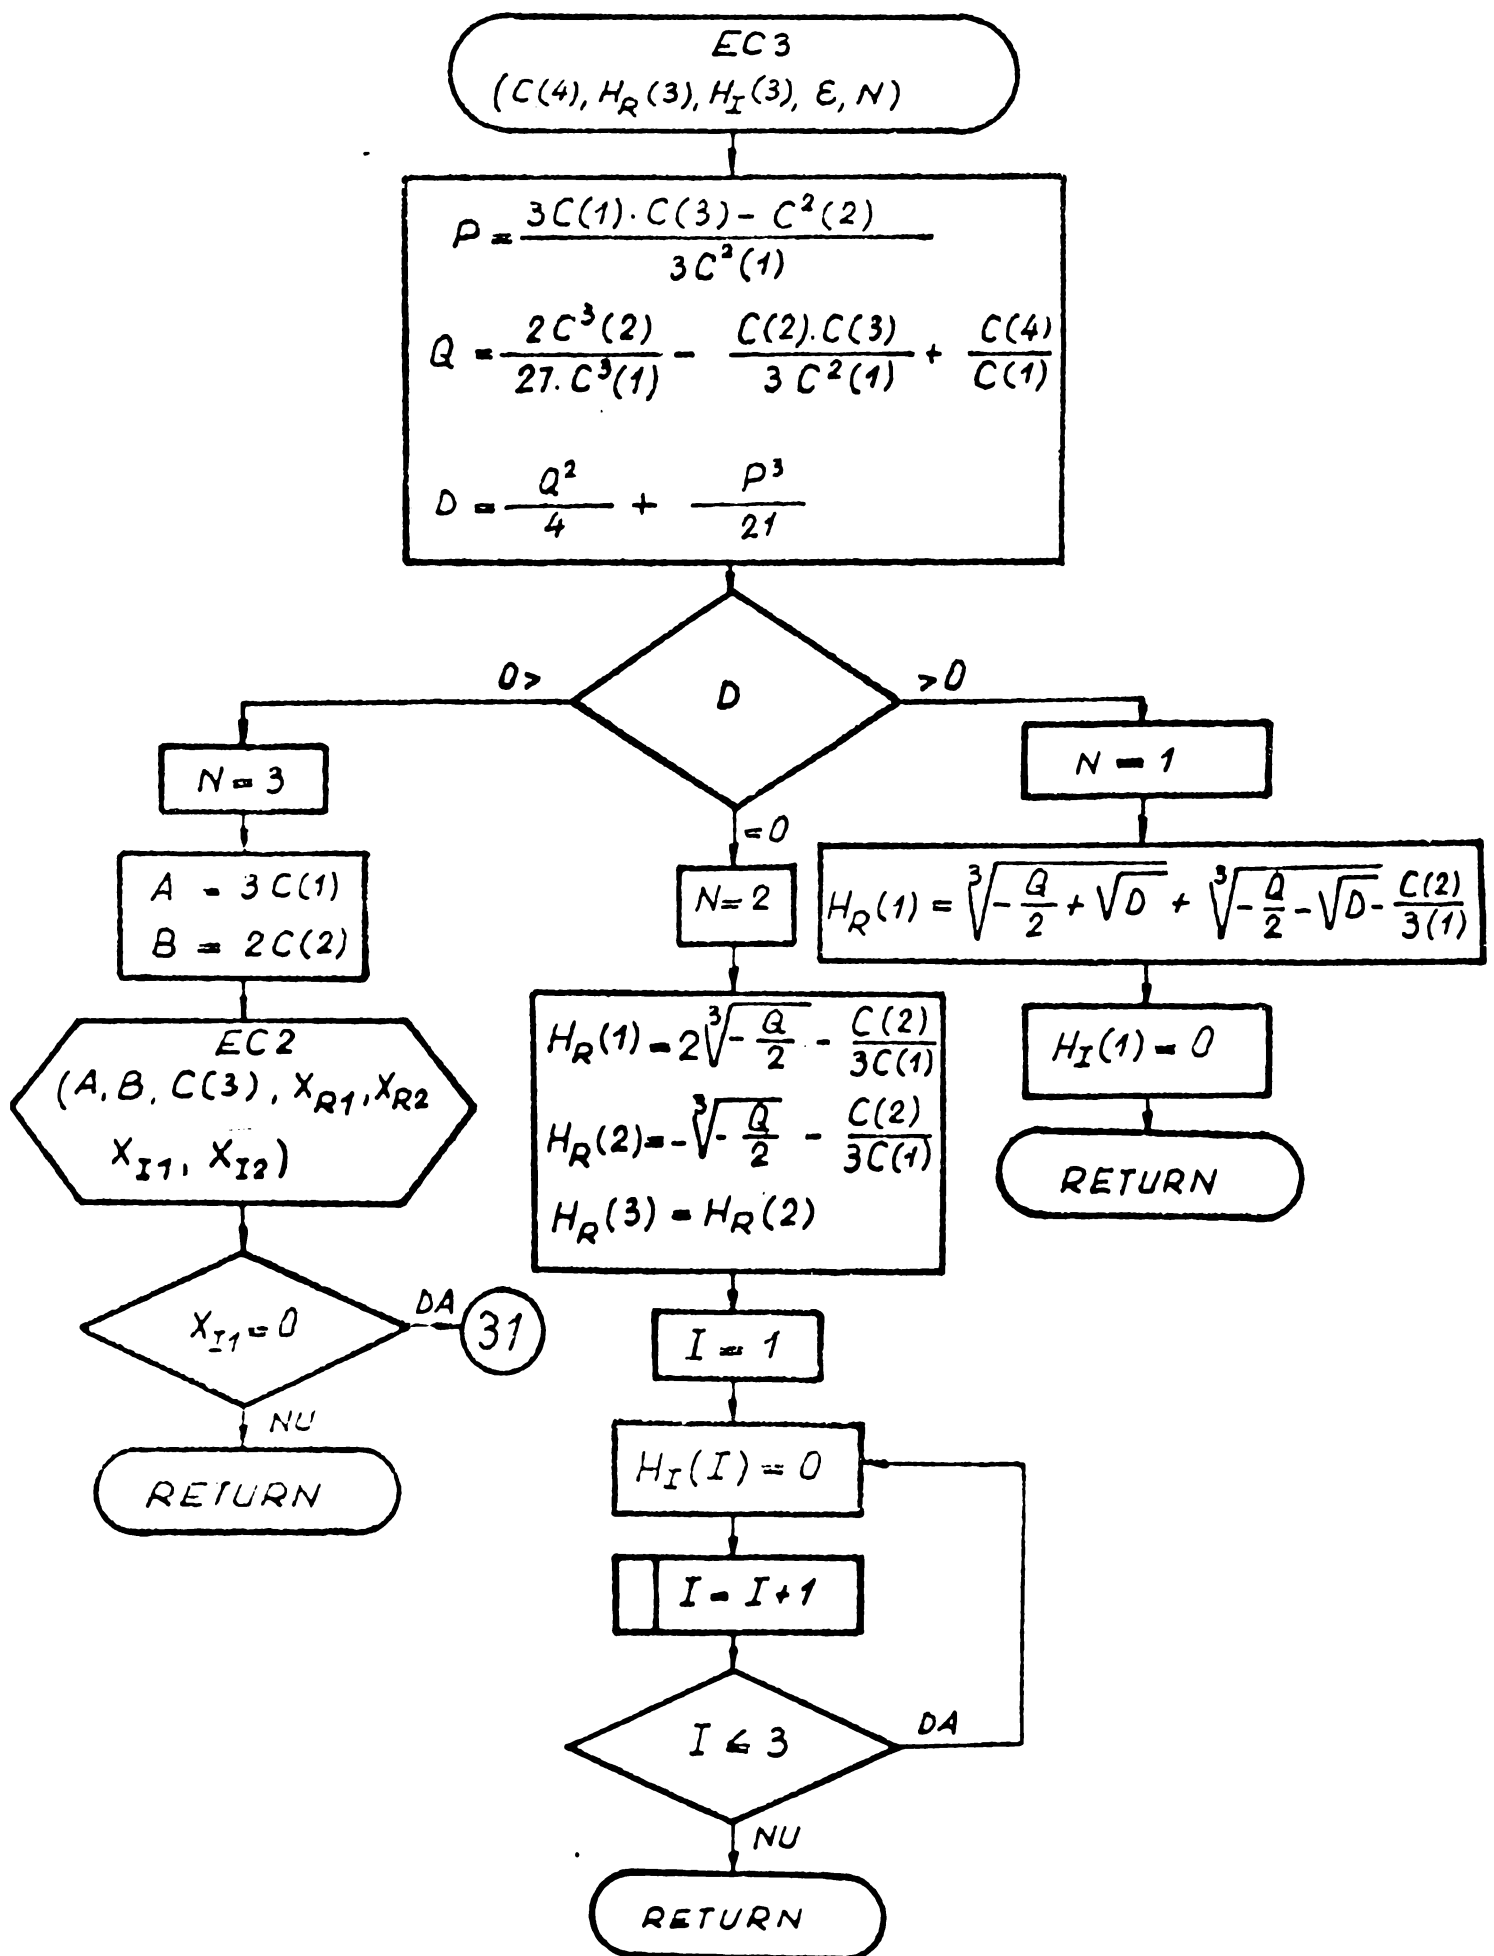 EC3
(C(4), H_R(3), H_I(3), ε, N)
P = (3C(1)·C(3) - C²(2)) / (3C²(1))
Q = 2C³(2) / (27.C³(1)) - C(2).C(3) / (3C²(1)) + C(4) / C(1)
D = Q²/4 + P³/21
D
0>
>0
=0
N = 3
A = 3C(1)
B = 2C(2)
EC2
(A, B, C(3), X_R1, X_R2
X_I1, X_I2)
X_I1 = 0
DA
31
NU
RETURN
N = 2
H_R(1) = 2 ∛(-Q/2) - C(2)/3C(1)
H_R(2) = - ∛(-Q/2) - C(2)/3C(1)
H_R(3) = H_R(2)
I = 1
H_I(I) = 0
I = I + 1
I ≤ 3
DA
NU
RETURN
N = 1
H_R(1) = ∛(-Q/2 + √D) + ∛(-Q/2 - √D) - C(2)/3(1)
H_I(1) = 0
RETURN